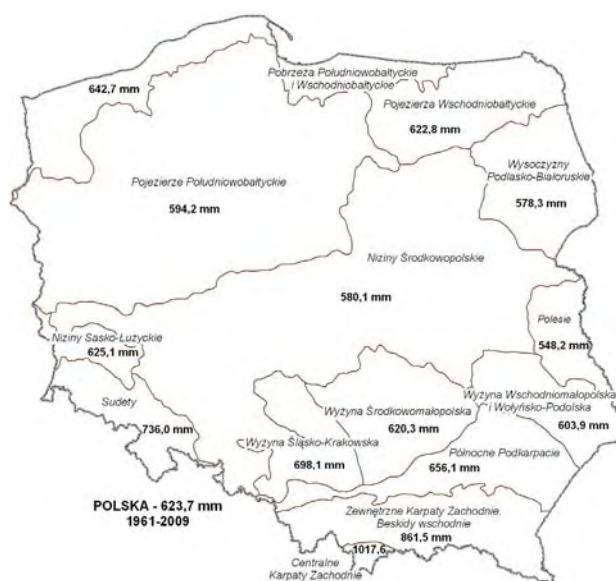 Pobrzeża Południowobałtyckie
i Wschodniobałtyckie
642,7 mm
Pojezierza Wschodniobałtyckie
622,8 mm
Wysoczyzny
Podlasko-Białoruskie
578,3 mm
Pojezierze Południowobałtyckie
594,2 mm
Niziny Środkowopolskie
580,1 mm
Polesie
548,2 mm
Niziny Sasko-Łużyckie
625,1 mm
Sudety
736,0 mm
Wyżyna Wschodniomałopolska
i Wołyńsko-Podolska
603,9 mm
Wyżyna Środkowomałopolska
620,3 mm
Wyżyna Śląsko-Krakowska
698,1 mm
Północne Podkarpacie
656,1 mm
POLSKA - 623,7 mm
1961-2009
Zewnętrzne Karpaty Zachodnie.
Beskidy wschodnie
861,5 mm
1017,6
Centralne
Karpaty Zachodnie